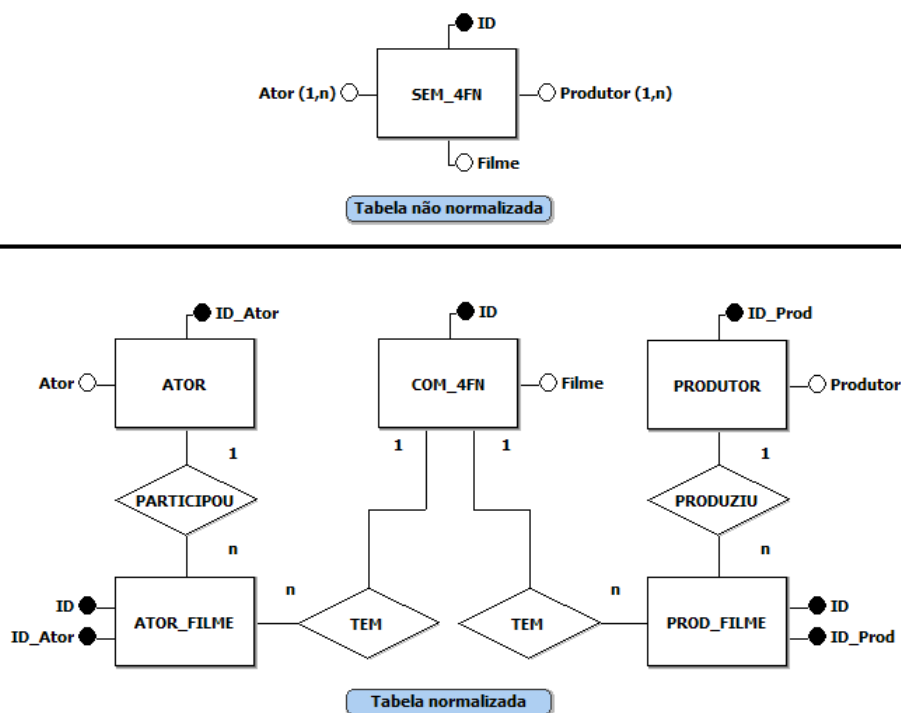 ID
Ator (1,n)
SEM_4FN
Produtor (1,n)
Filme
Tabela não normalizada
ID_Ator
ID
ID_Prod
Ator
ATOR
COM_4FN
Filme
PRODUTOR
Produtor
1
1
1
1
PARTICIPOU
PRODUZIU
n
n
ID
ID_Ator
ATOR_FILME
n
TEM
TEM
n
PROD_FILME
ID
ID_Prod
Tabela normalizada